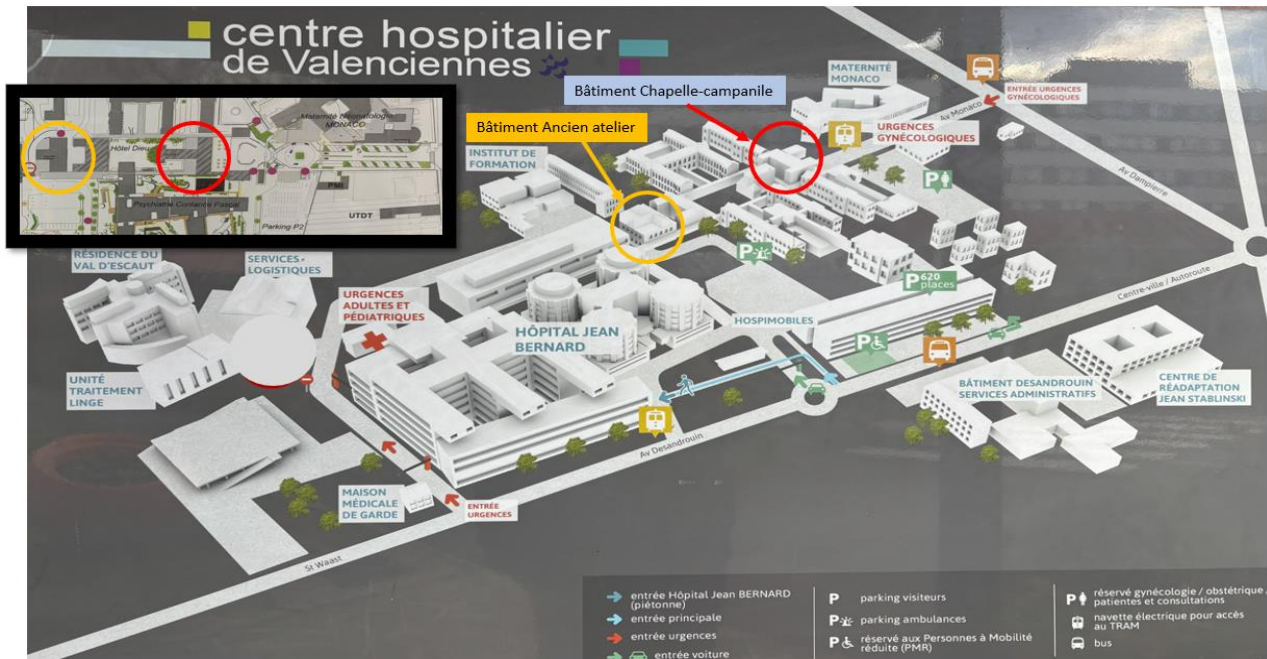 centre hospitalier
de Valenciennes
Bâtiment Chapelle-campanile
Bâtiment Ancien atelier
MATERNITÉ
MONACO
ENTRÉE URGENCES
GYNÉCOLOGIQUES
Av Monaco
URGENCES
GYNÉCOLOGIQUES
INSTITUT DE
FORMATION
Av Dampierre
Maternité Néonatologie
MONACO
Hôtel Dieu
PMI
Psychiatrie Constance Pascal
UTDT
Parking P2
P
P
RÉSIDENCE DU
VAL D'ESCAUT
SERVICES
LOGISTIQUES
URGENCES
ADULTES ET
PÉDIATRIQUES
P 620
places
Centre-ville / Autoroute
HÔPITAL JEAN
BERNARD
HOSPIMOBILES
P
UNITÉ
TRAITEMENT
LINGE
BÂTIMENT DESANDROUIN
SERVICES ADMINISTRATIFS
CENTRE DE
RÉADAPTATION
JEAN STABLINSKI
Av Desandrouin
MAISON
MÉDICALE
DE GARDE
ENTRÉE
URGENCES
St Waast
entrée Hôpital Jean BERNARD
(piétonne)
entrée principale
entrée urgences
entrée voiture
P parking visiteurs
P parking ambulances
P réservé aux Personnes à Mobilité
réduite (PMR)
P réservé gynécologie / obstétrique /
patientes et consultations
navette électrique pour accès
au TRAM
bus